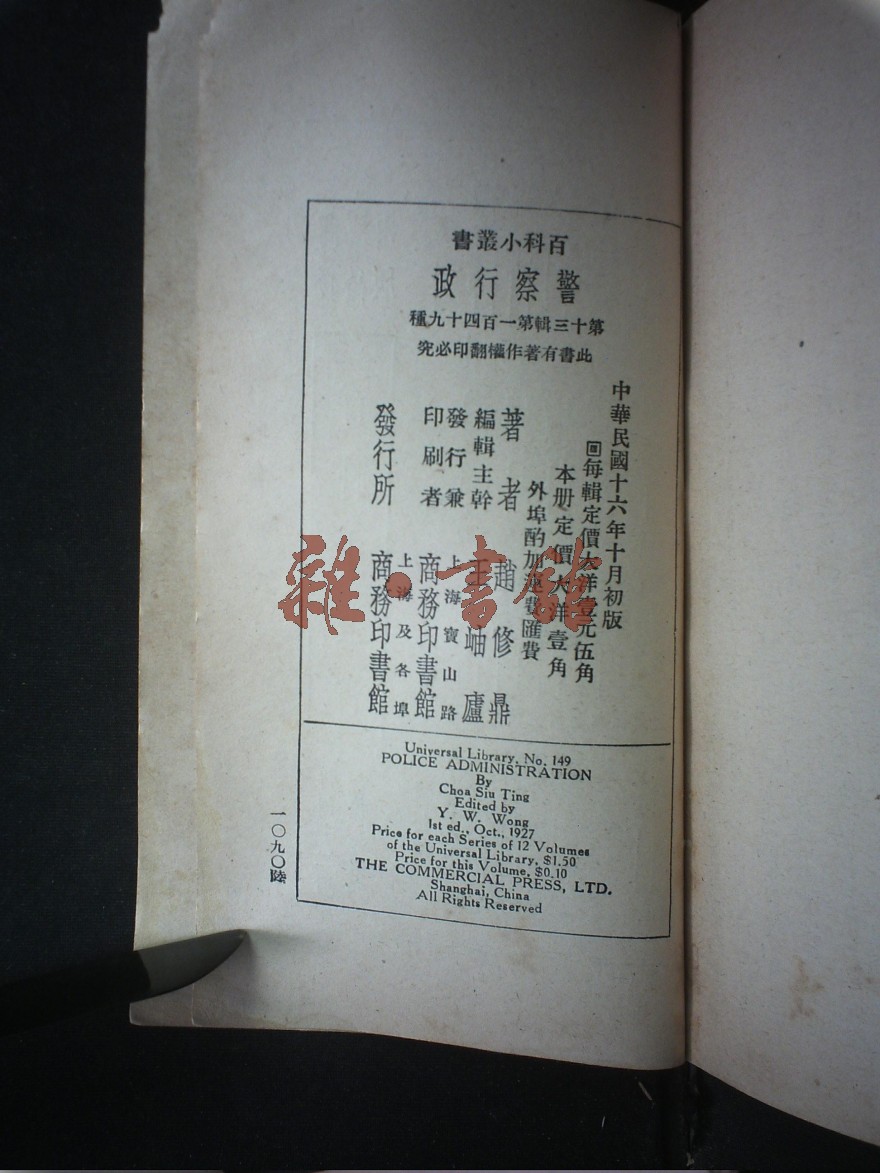 百科小叢書
警察行政
第十三輯第一百四十九種
此書有著作權翻印必究
中華民國十六年十月初版
回每輯定價大洋壹元伍角
本册定價大洋壹角
外埠酌加運費匯費
著者 趙修鼎
編輯主幹 王岫廬
發行兼印刷者 上海寶山路 商務印書館
發行所 上海及各埠 商務印書館
Universal Library, No. 149
POLICE ADMINISTRATION
By
Choa Siu Ting
Edited by
Y. W. Wong
1st ed., Oct., 1927
Price for each Series of 12 Volumes
of the Universal Library, $1.50
Price for this Volume, $0.10
THE COMMERCIAL PRESS, LTD.
Shanghai, China
All Rights Reserved
一〇九〇陸
雜·書館